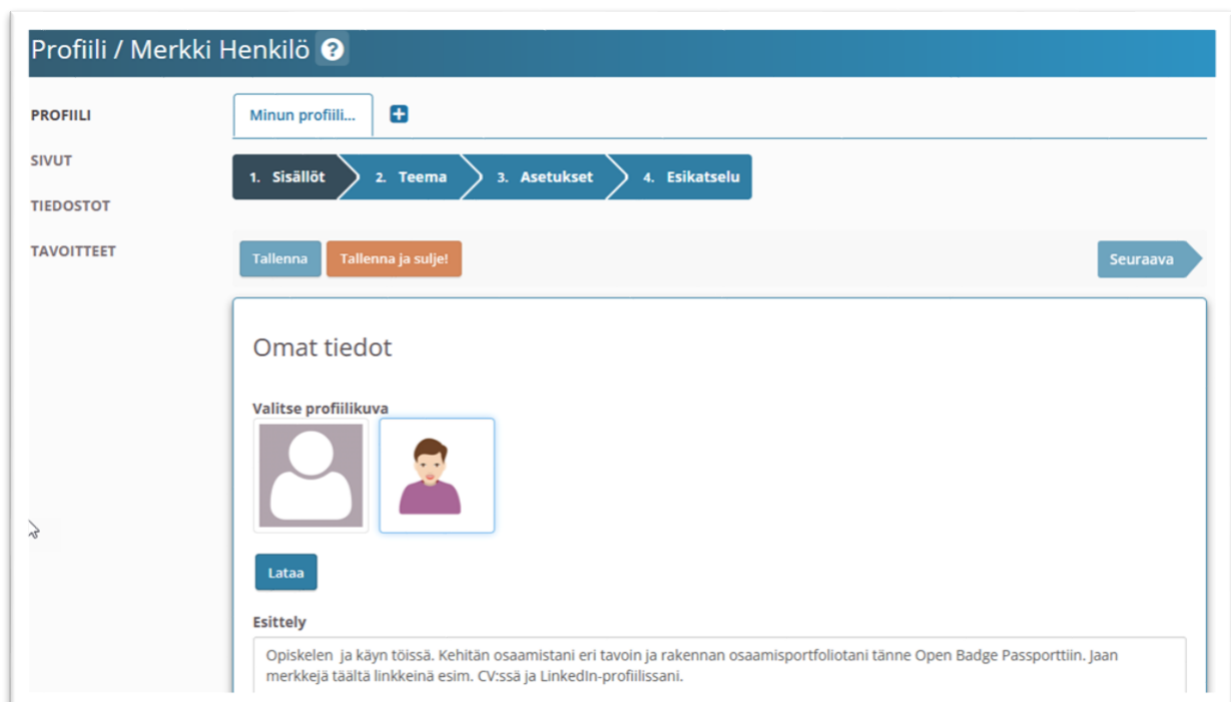 Profiili / Merkki Henkilö ?
PROFIILI
SIVUT
TIEDOSTOT
TAVOITTEET
Minun profiili...
1. Sisällöt
2. Teema
3. Asetukset
4. Esikatselu
Tallenna
Tallenna ja sulje!
Seuraava
Omat tiedot
Valitse profiilikuva
Lataa
Esittely
Opiskelen ja käyn töissä. Kehitän osaamistani eri tavoin ja rakennan osaamisportfoliotani tänne Open Badge Passporttiin. Jaan
merkkejä täältä linkkeinä esim. CV:ssä ja LinkedIn-profiilissani.